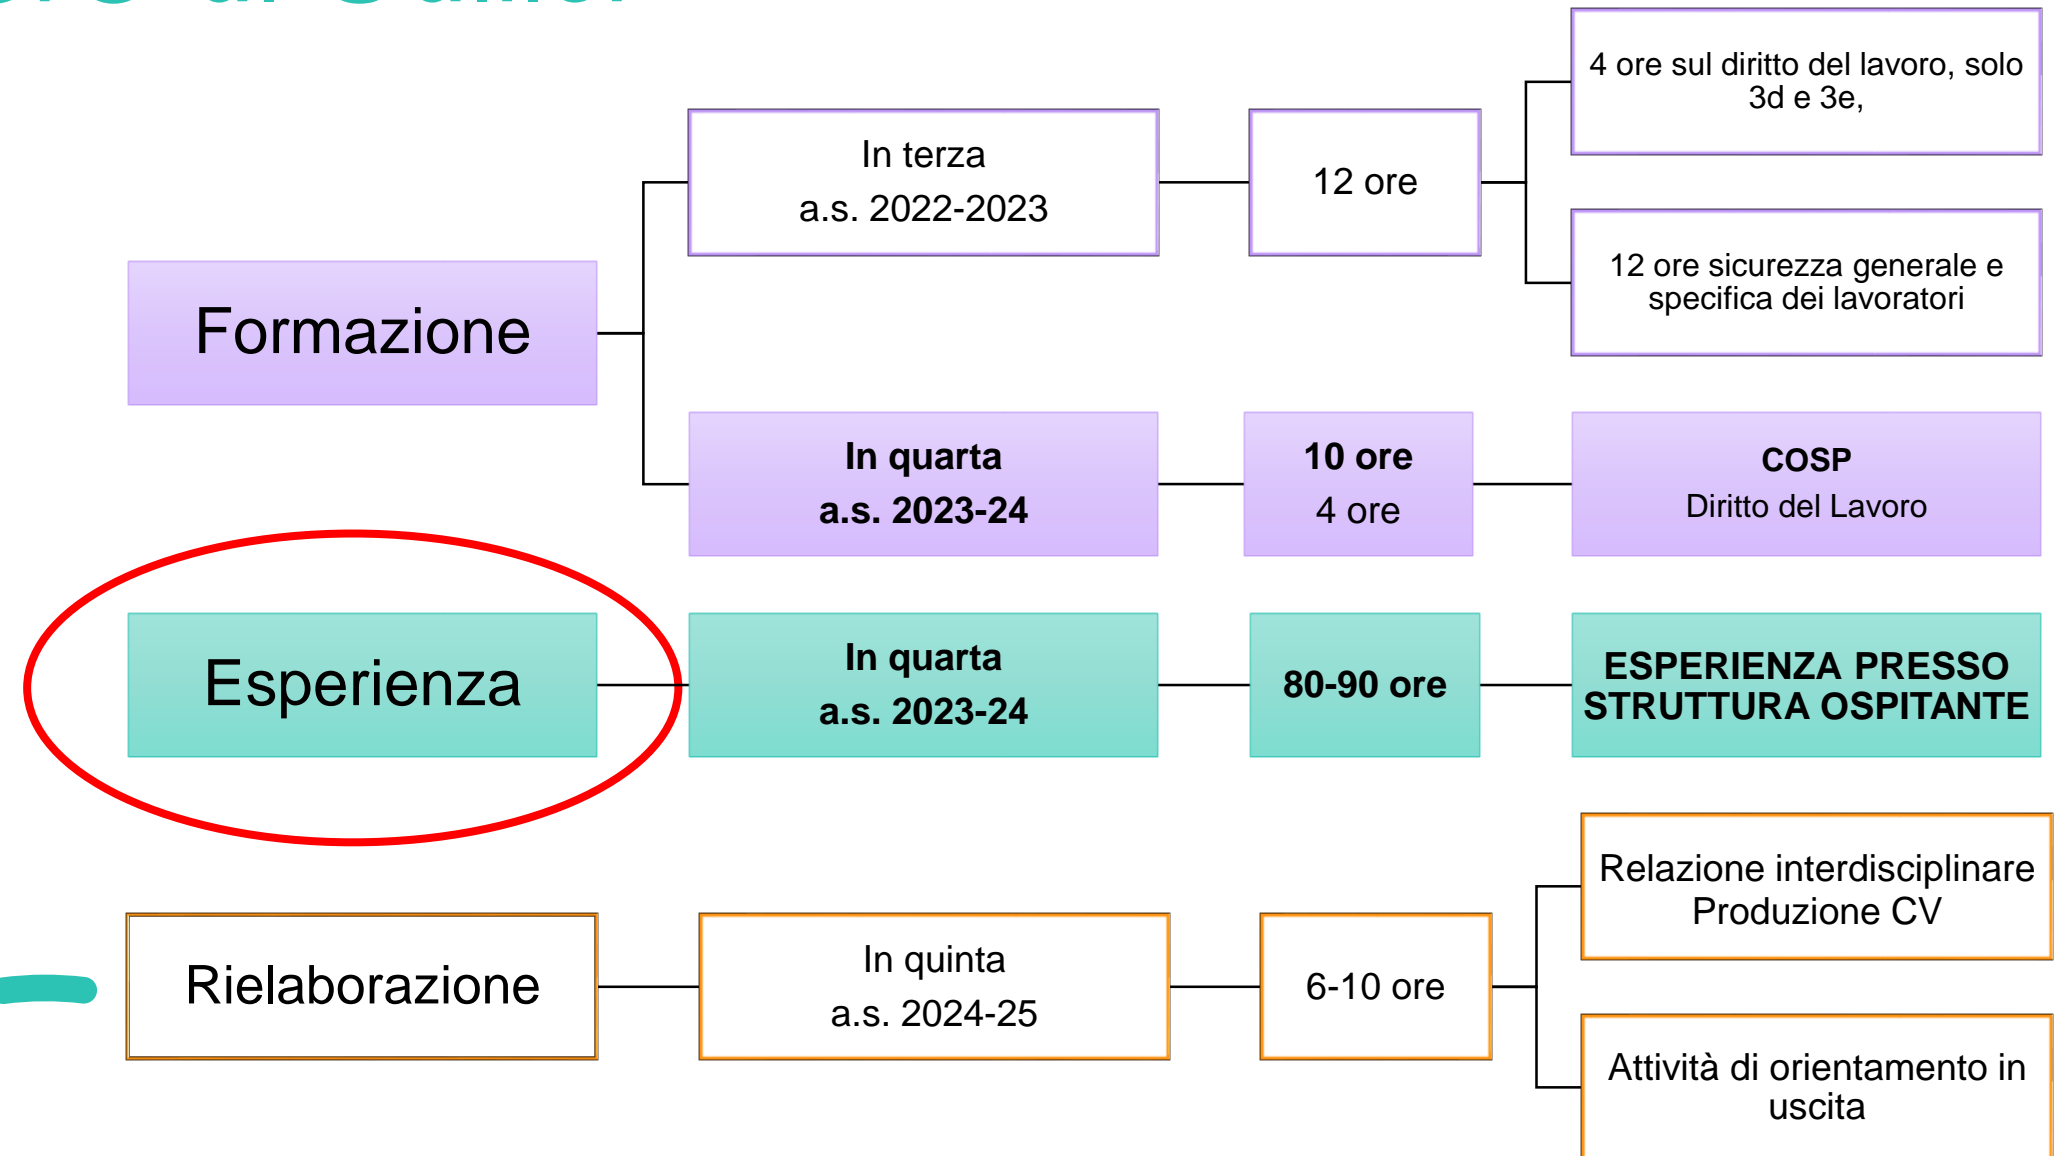 4 ore sul diritto del lavoro, solo
3d e 3e,
In terza
a.s. 2022-2023
12 ore
12 ore sicurezza generale e
specifica dei lavoratori
Formazione
In quarta
a.s. 2023-24
10 ore
4 ore
COSP
Diritto del Lavoro
Esperienza
In quarta
a.s. 2023-24
80-90 ore
ESPERIENZA PRESSO
STRUTTURA OSPITANTE
Relazione interdisciplinare
Produzione CV
Rielaborazione
In quinta
a.s. 2024-25
6-10 ore
Attività di orientamento in
uscita